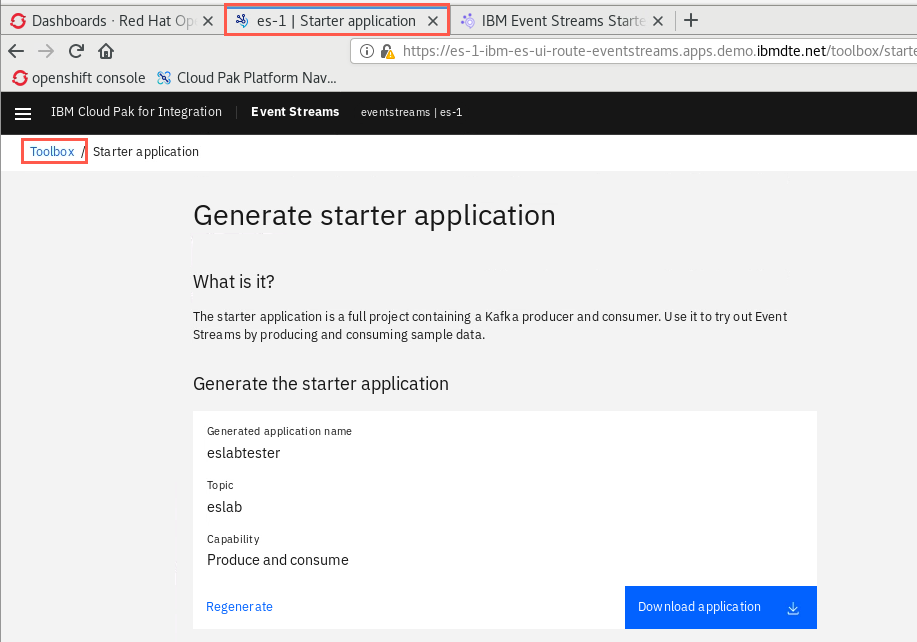 Dashboards · Red Hat Op
es-1 | Starter application
IBM Event Streams Starte
https://es-1-ibm-es-ui-route-eventstreams.apps.demo.ibmdte.net/toolbox/starte
openshift console
Cloud Pak Platform Nav...
IBM Cloud Pak for Integration
Event Streams
eventstreams | es-1
Toolbox / Starter application
Generate starter application
What is it?
The starter application is a full project containing a Kafka producer and consumer. Use it to try out Event
Streams by producing and consuming sample data.
Generate the starter application
Generated application name
eslabtester
Topic
eslab
Capability
Produce and consume
Regenerate
Download application